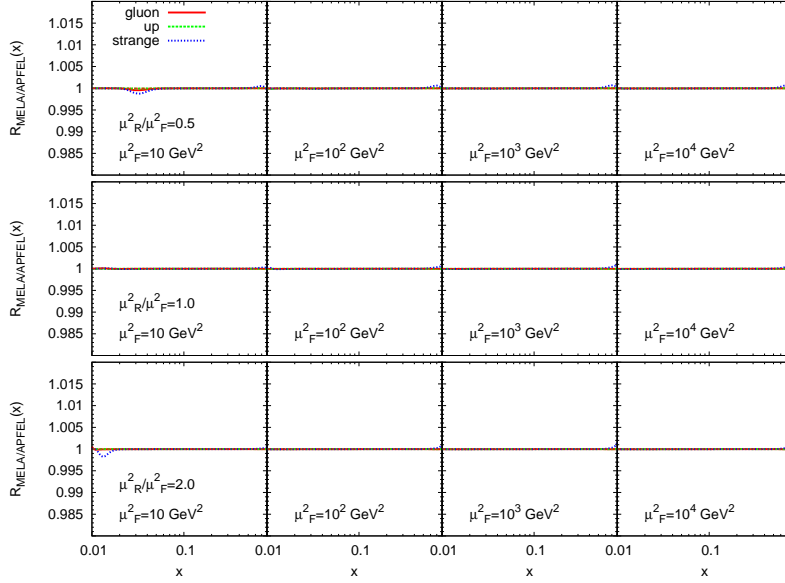 gluon
up
strange
R_MELA/APFEL(x)
1.015
1.01
1.005
1
0.995
0.99
0.985
μ²_R/μ²_F=0.5
μ²_F=10 GeV²
μ²_F=10² GeV²
μ²_F=10³ GeV²
μ²_F=10⁴ GeV²
R_MELA/APFEL(x)
1.015
1.01
1.005
1
0.995
0.99
0.985
μ²_R/μ²_F=1.0
μ²_F=10 GeV²
μ²_F=10² GeV²
μ²_F=10³ GeV²
μ²_F=10⁴ GeV²
R_MELA/APFEL(x)
1.015
1.01
1.005
1
0.995
0.99
0.985
μ²_R/μ²_F=2.0
μ²_F=10 GeV²
μ²_F=10² GeV²
μ²_F=10³ GeV²
μ²_F=10⁴ GeV²
0.01 0.1 0.01 0.1 0.01 0.1 0.01 0.1
x x x x